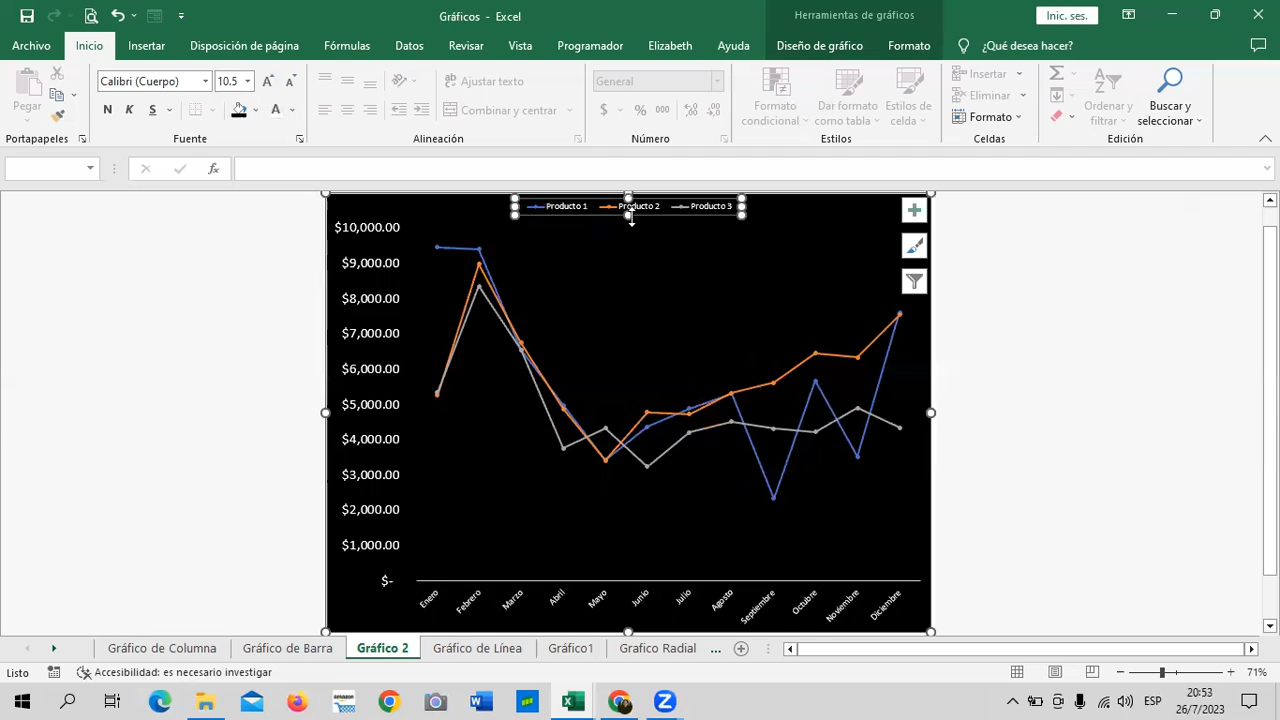 Gráficos - Excel
Herramientas de gráficos
Inic. ses.
Archivo Inicio Insertar Disposición de página Fórmulas Datos Revisar Vista Programador Elizabeth Ayuda Diseño de gráfico Formato ¿Qué desea hacer?
Pegar
Calibri (Cuerpo) 10.5
N K S
Ajustar texto
Combinar y centrar
General
$ % 000
Formato condicional
Dar formato como tabla
Estilos de celda
Insertar
Eliminar
Formato
Ordenar y filtrar
Buscar y seleccionar
Portapapeles Fuente Alineación Número Estilos Celdas Edición
fx
Producto 1 Producto 2 Producto 3
$10,000.00
$9,000.00
$8,000.00
$7,000.00
$6,000.00
$5,000.00
$4,000.00
$3,000.00
$2,000.00
$1,000.00
$-
Enero Febrero Marzo Abril Mayo Junio Julio Agosto Septiembre Octubre Noviembre Diciembre
Gráfico de Columna Gráfico de Barra Gráfico 2 Gráfico de Línea Gráfico1 Grafico Radial ...
Listo Accesibilidad: es necesario investigar 71%
ESP 20:53
26/7/2023